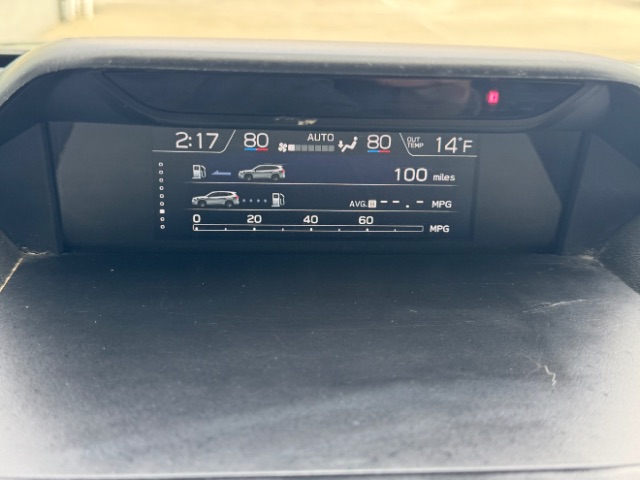 2:17 80 AUTO 80 OUT TEMP 14°F
100 miles
AVG. B --.- MPG
0 20 40 60 MPG